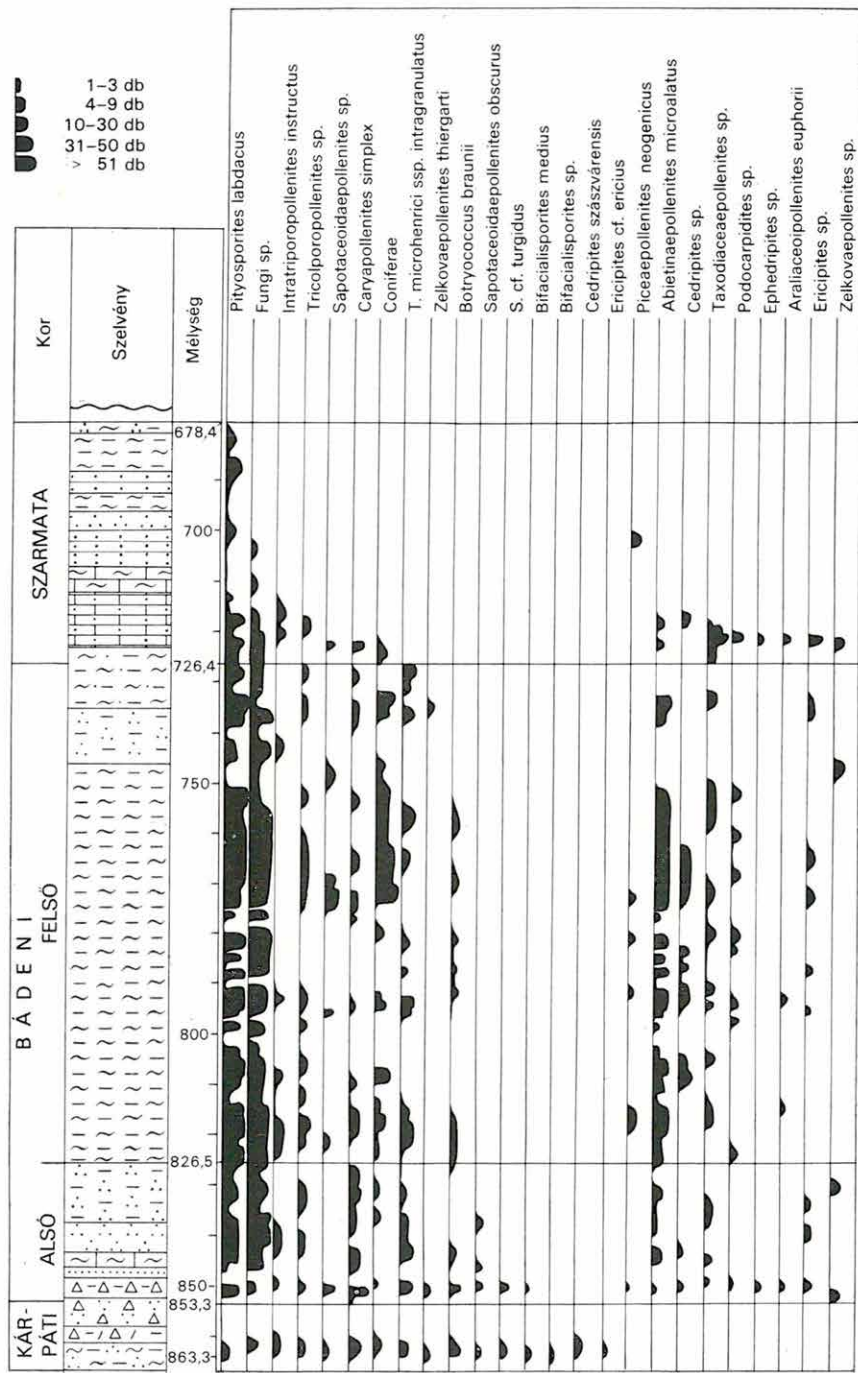 1–3 db
4–9 db
10–30 db
31–50 db
> 51 db
Kor
Szelvény
Mélység
Pityosporites labdacus
Fungi sp.
Intratriporopollenites instructus
Tricolporopollenites sp.
Sapotaceoidaepollenites sp.
Caryapollenites simplex
Coniferae
T. microhenrici ssp. intragranulatus
Zelkovaepollenites thiergarti
Botryococcus braunii
Sapotaceoidaepollenites obscurus
S. cf. turgidus
Bifacialisporites medius
Bifacialisporites sp.
Cedripites szászvárensis
Ericipites cf. ericius
Piceaepollenites neogenicus
Abietinaepollenites microalatus
Cedripites sp.
Taxodiaceaepollenites sp.
Podocarpidites sp.
Ephedripites sp.
Araliaceoipollenites euphorii
Ericipites sp.
Zelkovaepollenites sp.
SZARMATA
BÁDENI
FELSŐ
ALSÓ
KÁR-
PÁTI
678,4
700
726,4
750
800
826,5
850
853,3
863,3